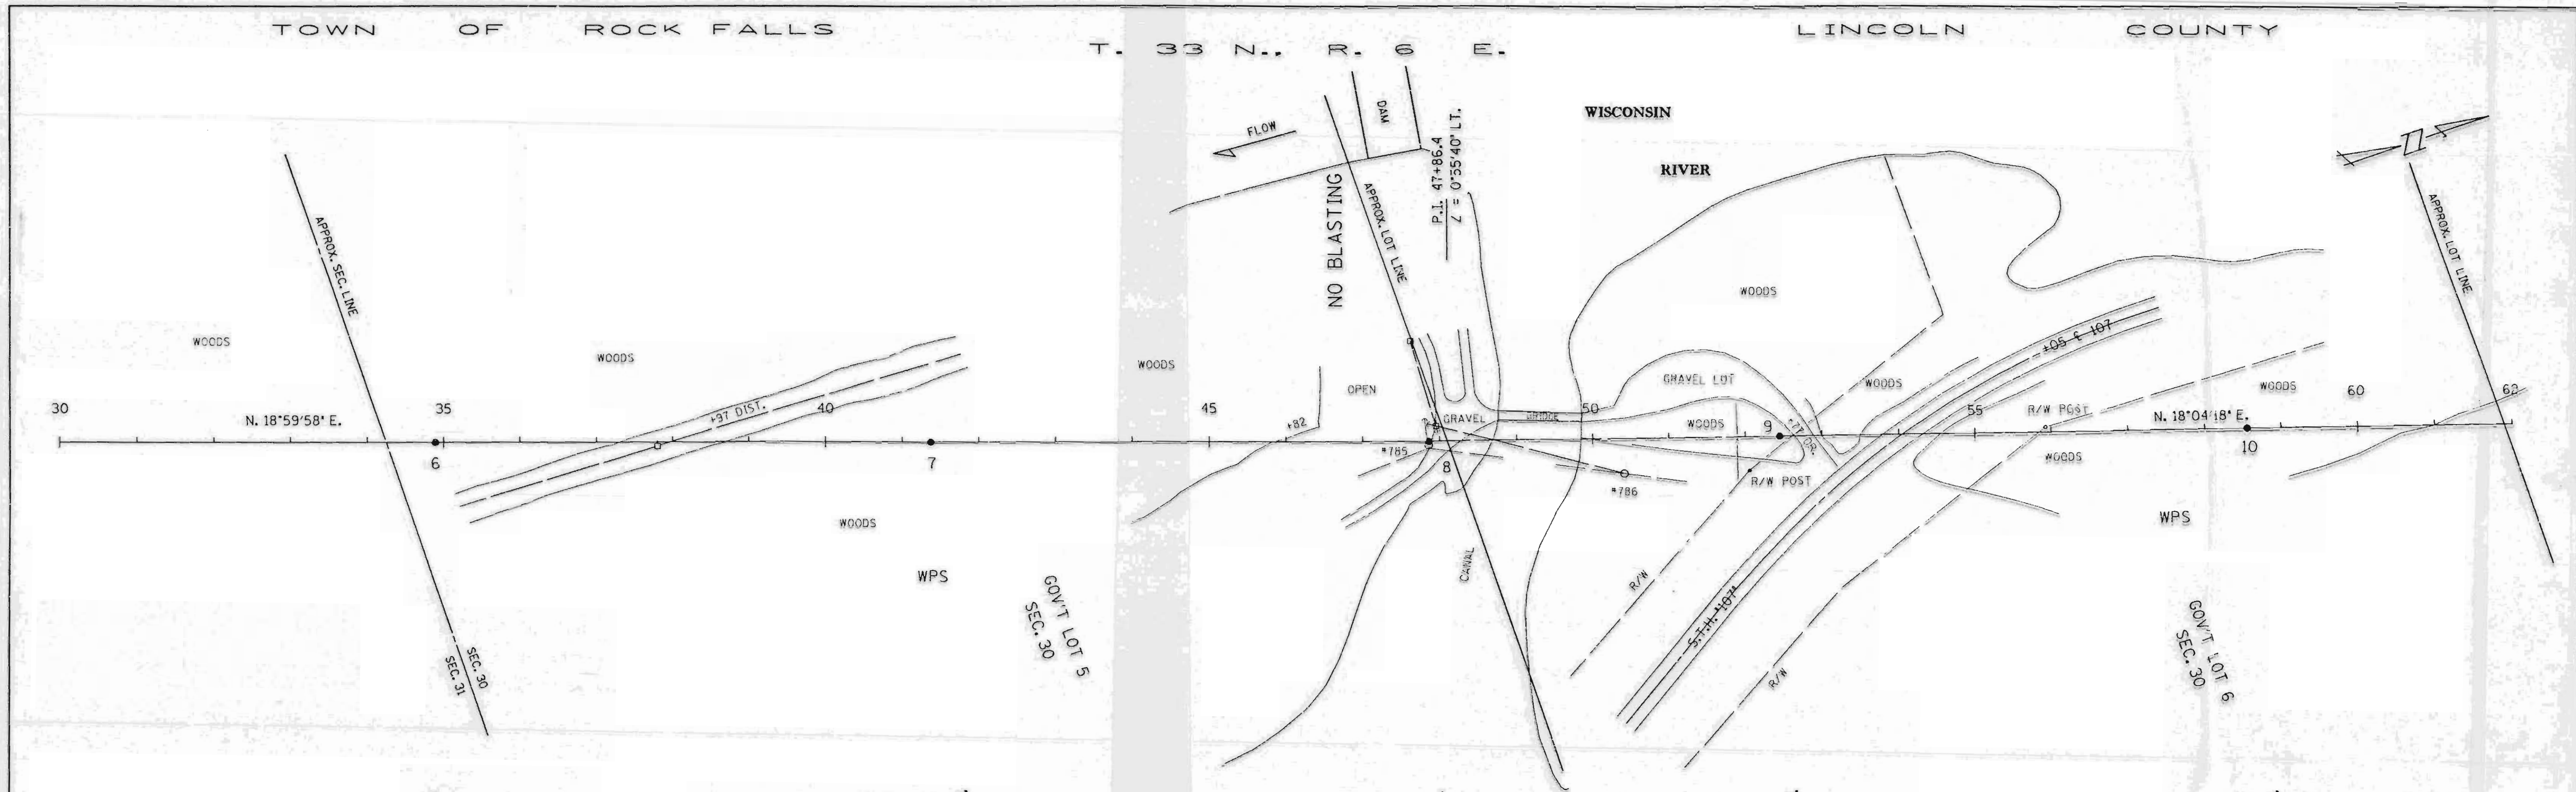 TOWN OF ROCK FALLS
LINCOLN COUNTY
T. 33 N., R. 6 E.
WISCONSIN
RIVER
FLOW
DAM
P.I. 47+86.4
∠ = 0°55'40" LT.
NO BLASTING
APPROX. LOT LINE
APPROX. LOT LINE
APPROX. SEC. LINE
WOODS
WOODS
WOODS
WOODS
OPEN
GRAVEL LOT
WOODS
WOODS
+05 ⅊ 107
30
N. 18°59'58" E.
35
+97 DIST.
40
45
+82
GRAVEL
BRIDGE
50
WOODS
9
55
R/W POST
N. 18°04'18" E.
60
62
6
7
#785
8
#786
R/W POST
WOODS
10
WOODS
WPS
WPS
CANAL
R/W
S.T.H. "107"
R/W
GOV'T LOT 5
SEC. 30
GOV'T LOT 6
SEC. 30
SEC. 30
SEC. 31